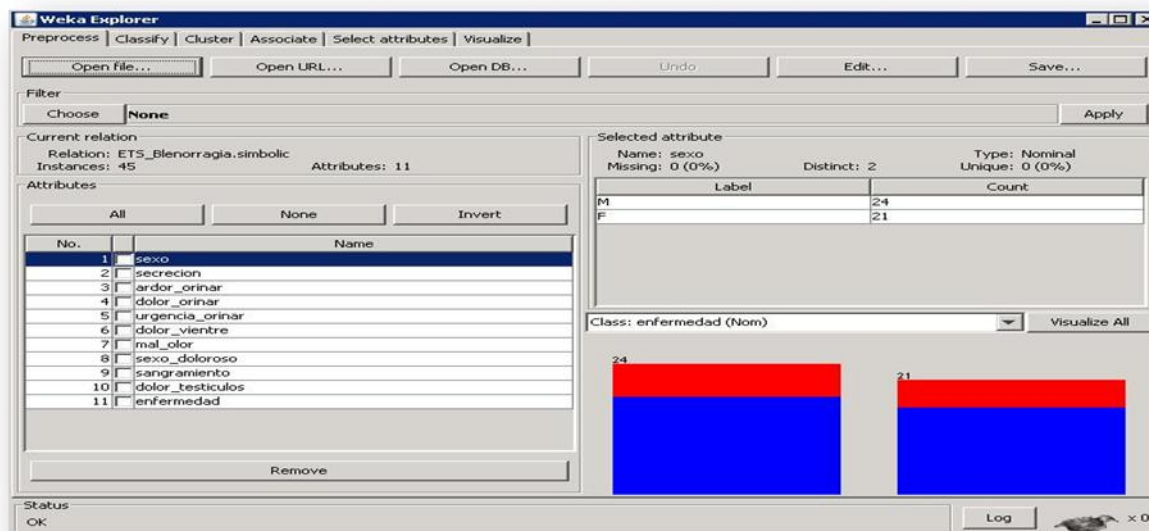 Weka Explorer
Preprocess Classify Cluster Associate Select attributes Visualize
Open file... Open URL... Open DB... Undo Edit... Save...
Filter
Choose None Apply
Current relation
Relation: ETS_Blenorragia.simbolic
Instances: 45 Attributes: 11
Attributes
All None Invert
No. Name
1 sexo
2 secrecion
3 ardor_orinar
4 dolor_orinar
5 urgencia_orinar
6 dolor_vientre
7 mal_olor
8 sexo_doloroso
9 sangramiento
10 dolor_testiculos
11 enfermedad
Remove
Selected attribute
Name: sexo Type: Nominal
Missing: 0 (0%) Distinct: 2 Unique: 0 (0%)
Label Count
M 24
F 21
Class: enfermedad (Nom) Visualize All
24
21
Status
OK
Log x 0